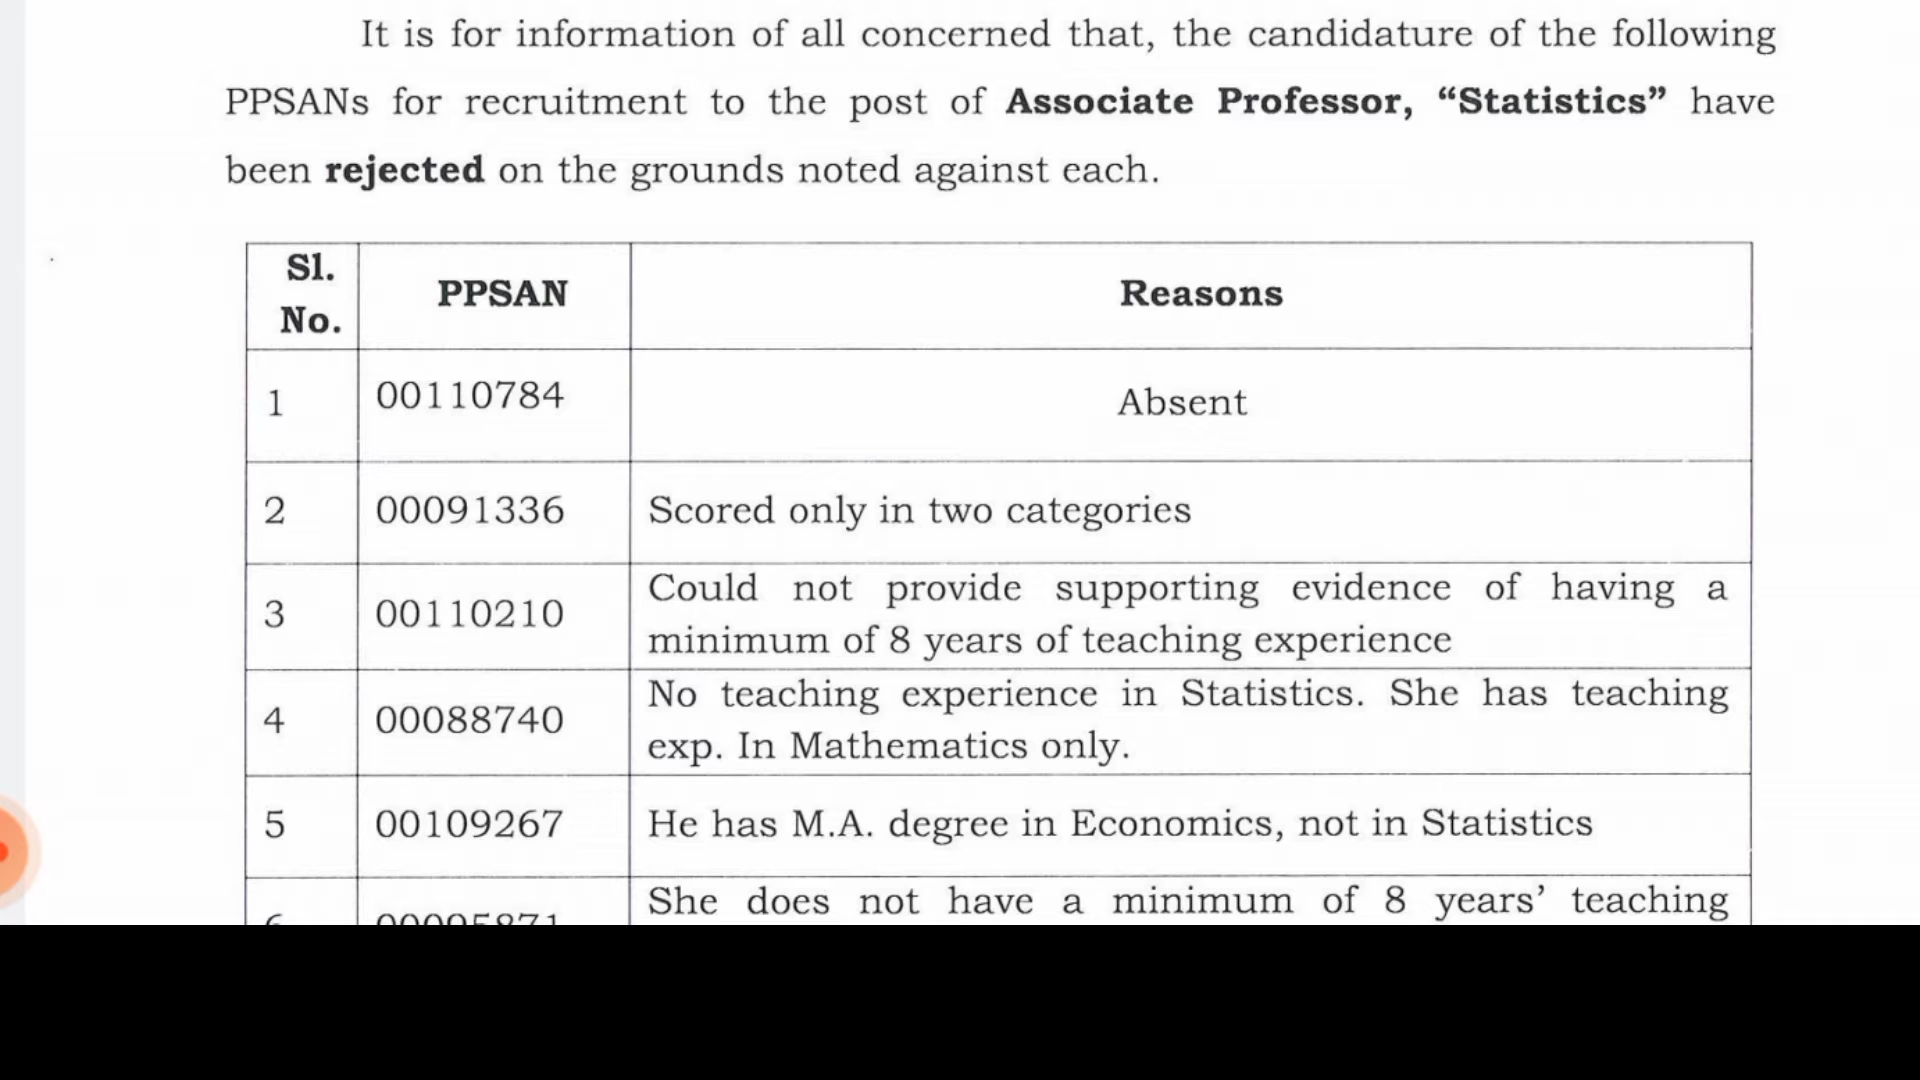 It is for information of all concerned that, the candidature of the following
PPSANs for recruitment to the post of Associate Professor, “Statistics” have
been rejected on the grounds noted against each.
Sl. No. PPSAN Reasons
1 00110784 Absent
2 00091336 Scored only in two categories
3 00110210 Could not provide supporting evidence of having a
minimum of 8 years of teaching experience
4 00088740 No teaching experience in Statistics. She has teaching
exp. In Mathematics only.
5 00109267 He has M.A. degree in Economics, not in Statistics
She does not have a minimum of 8 years’ teaching